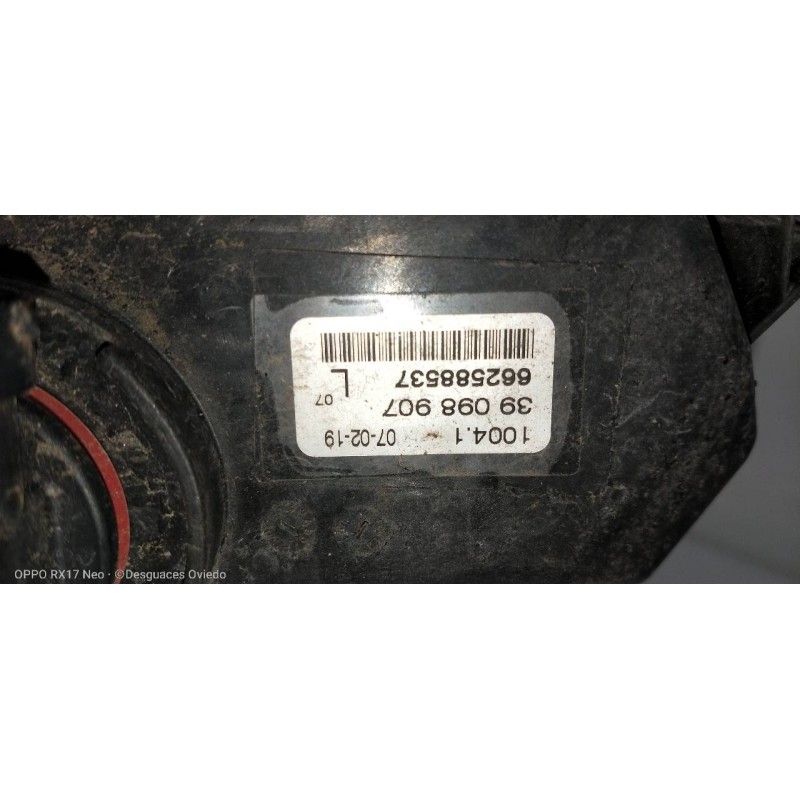 1004.1 07-02-19
39 098 907 07
662588537 L
OPPO RX17 Neo · ©Desguaces Oviedo